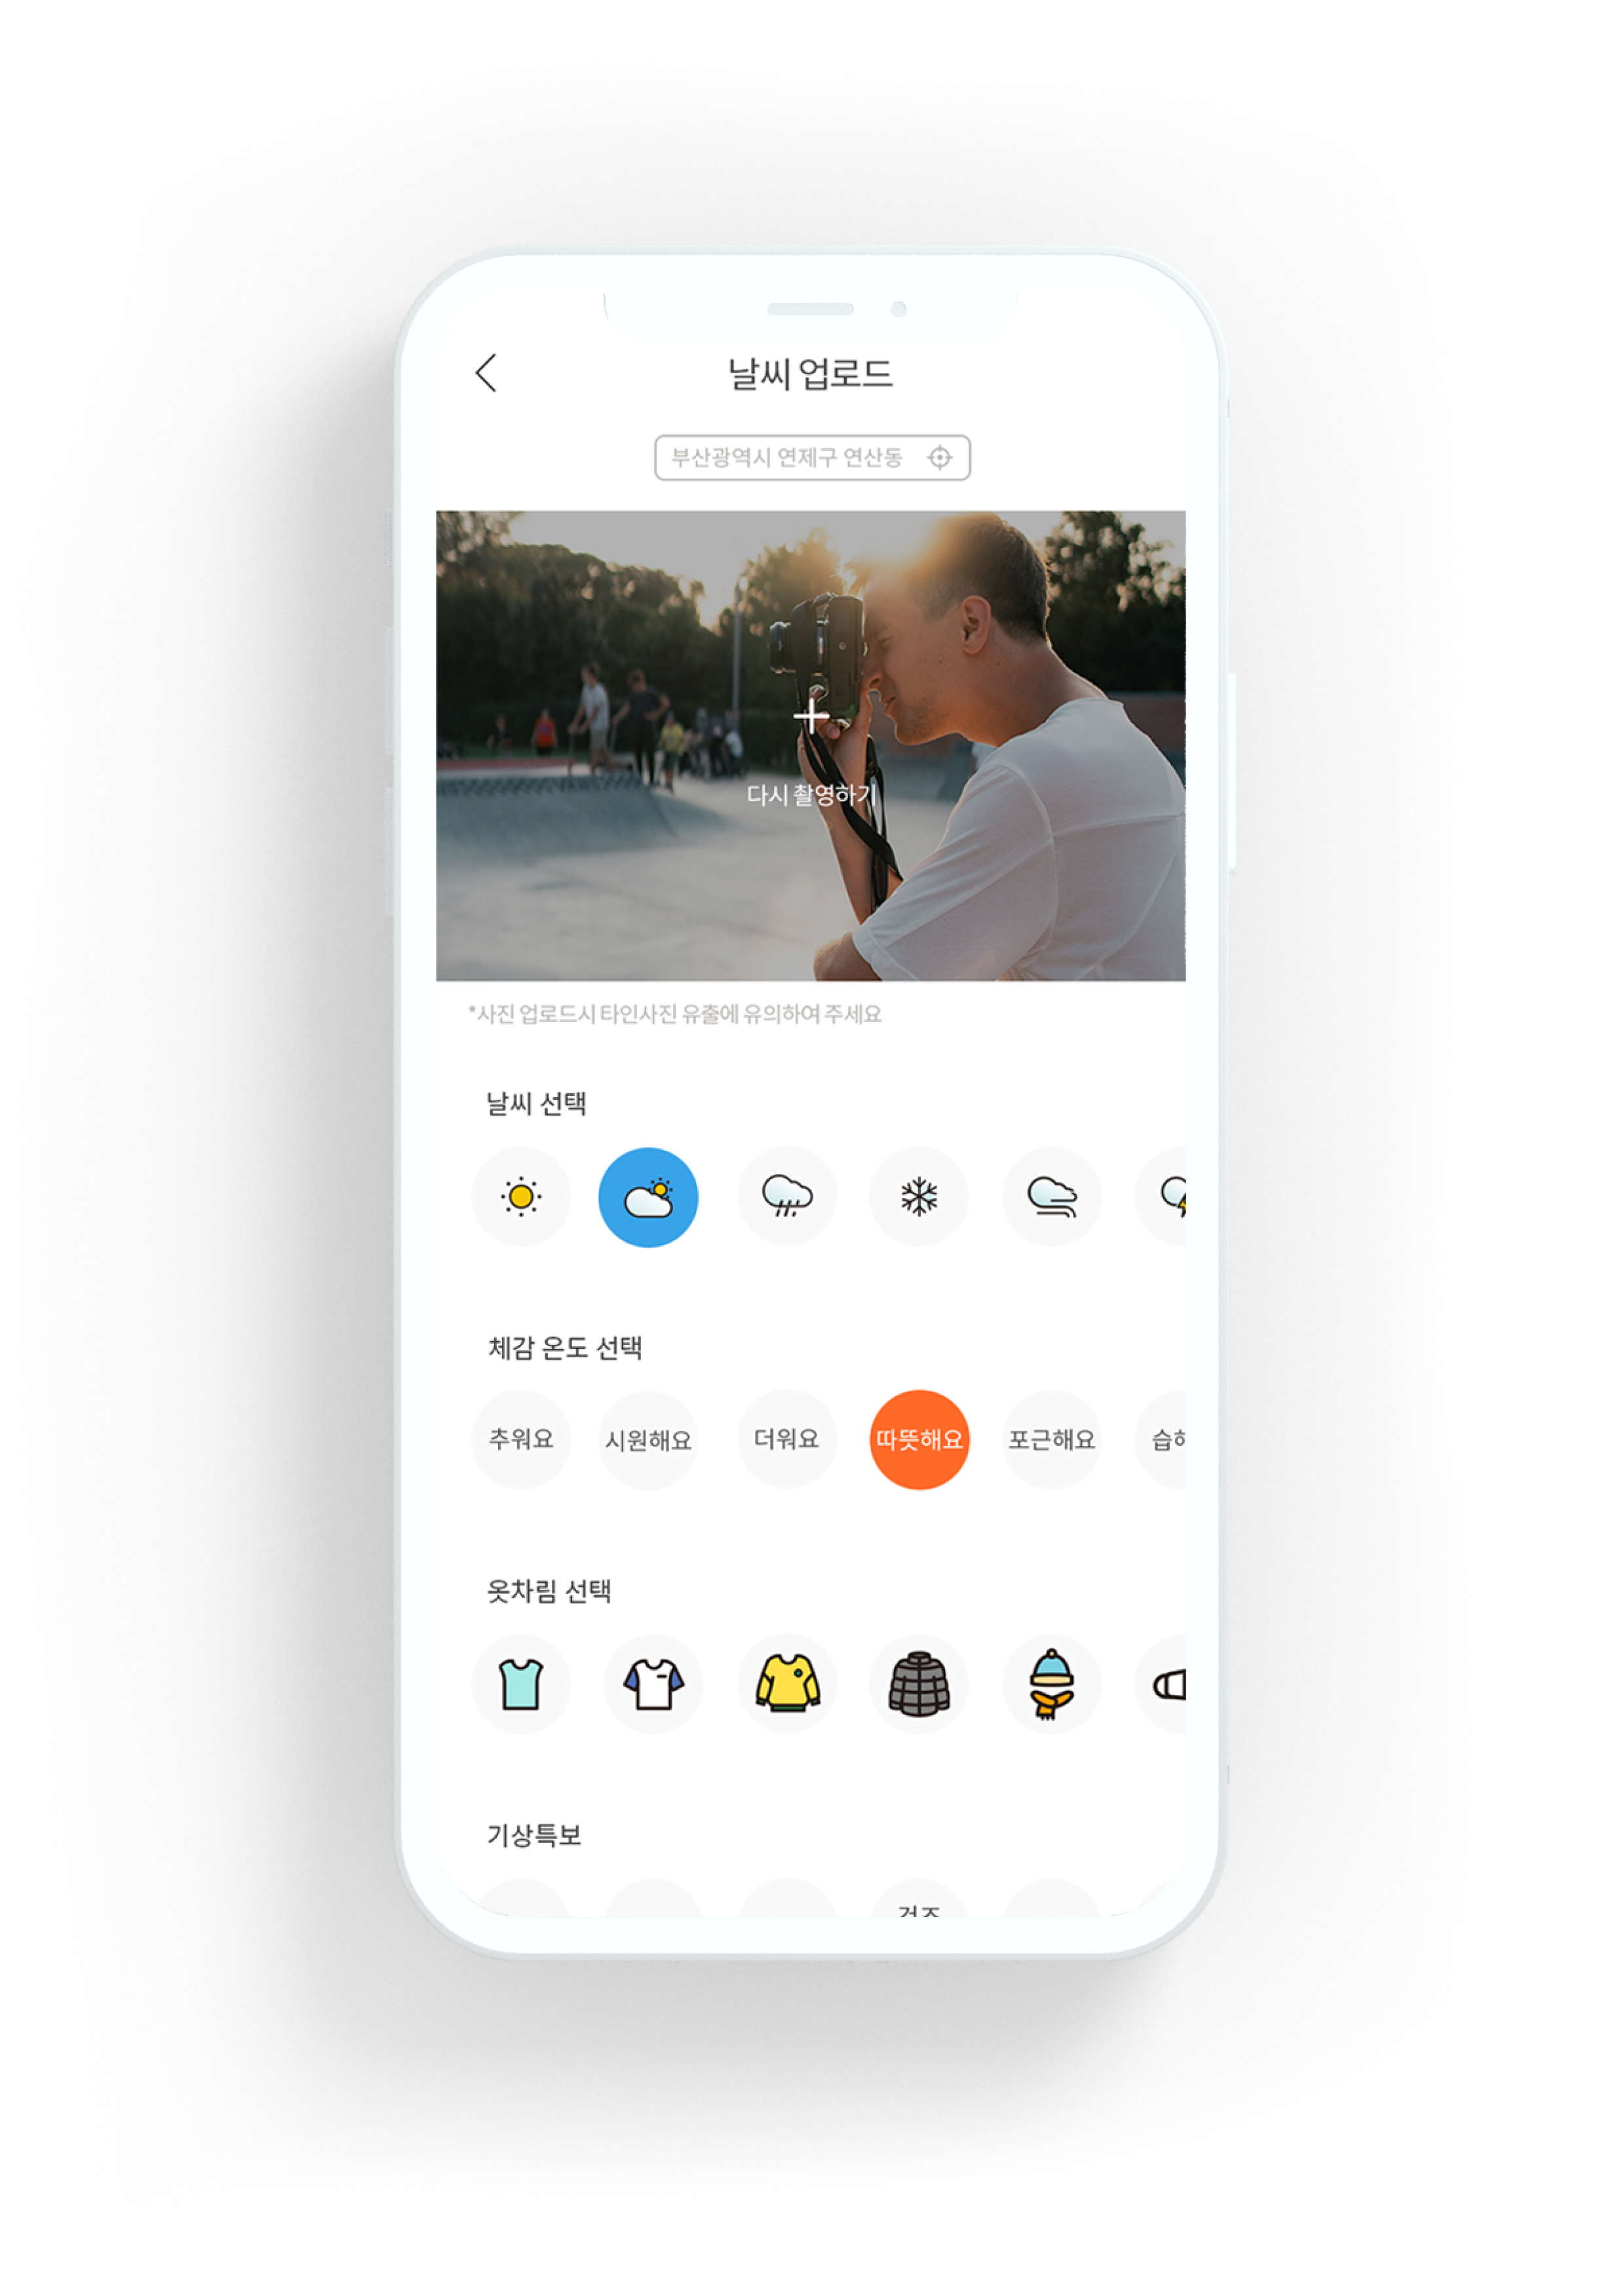 날씨 업로드
부산광역시 연제구 연산동
다시 촬영하기
*사진 업로드시 타인사진 유출에 유의하여 주세요
날씨 선택
체감 온도 선택
추워요 시원해요 더워요 따뜻해요 포근해요
옷차림 선택
기상특보